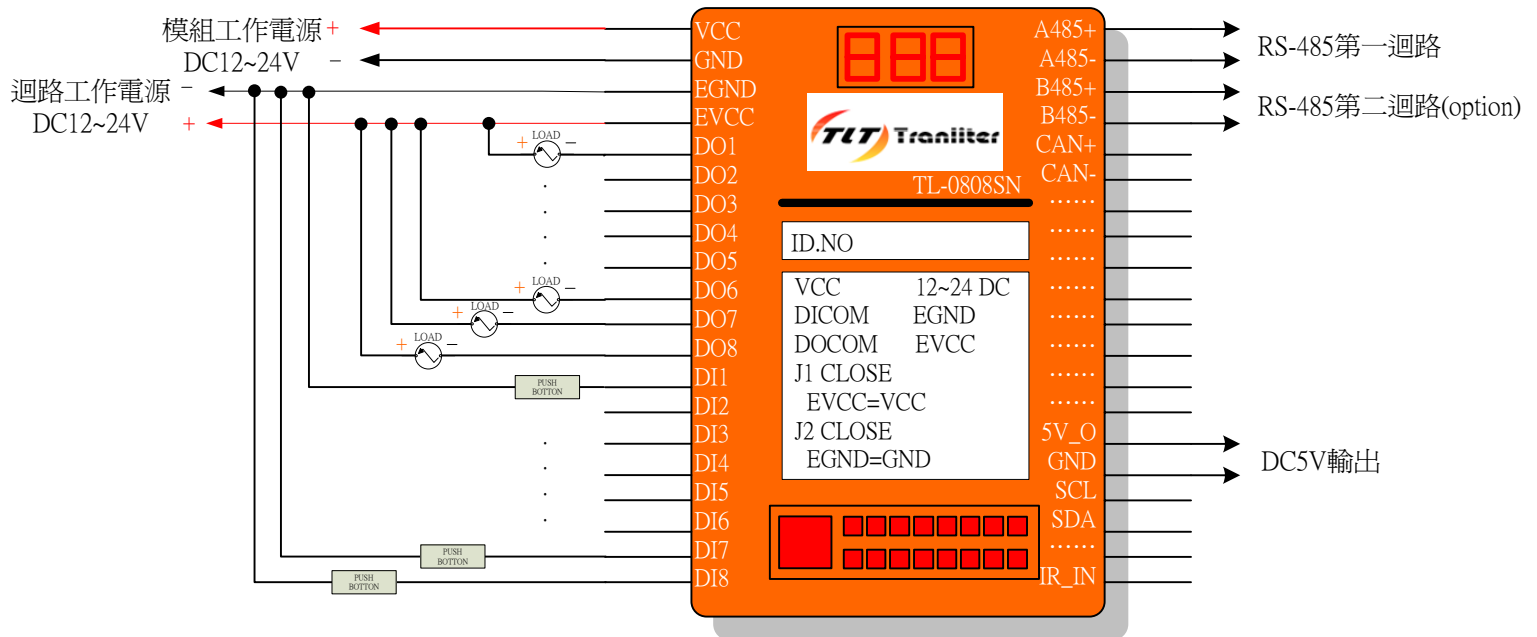 模組工作電源 +
DC12~24V −
迴路工作電源 −
DC12~24V +
VCC
GND
EGND
EVCC
DO1
DO2
DO3
DO4
DO5
DO6
DO7
DO8
DI1
DI2
DI3
DI4
DI5
DI6
DI7
DI8
+ LOAD −
+ LOAD −
+ LOAD −
+ LOAD −
PUSH
BOTTON
PUSH
BOTTON
PUSH
BOTTON
888
TLT Traniiter
TL-0808SN
ID.NO
VCC 12~24 DC
DICOM EGND
DOCOM EVCC
J1 CLOSE
EVCC=VCC
J2 CLOSE
EGND=GND
A485+
A485-
B485+
B485-
CAN+
CAN-
......
......
......
......
......
......
......
5V_O
GND
SCL
SDA
......
IR_IN
RS-485第一迴路
RS-485第二迴路(option)
DC5V輸出